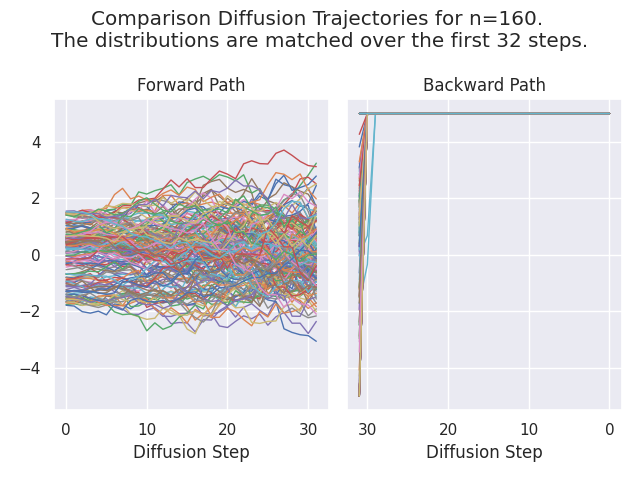 Comparison Diffusion Trajectories for n=160.
The distributions are matched over the first 32 steps.
Forward Path
Backward Path
4
2
0
−2
−4
0 10 20 30
30 20 10 0
Diffusion Step
Diffusion Step